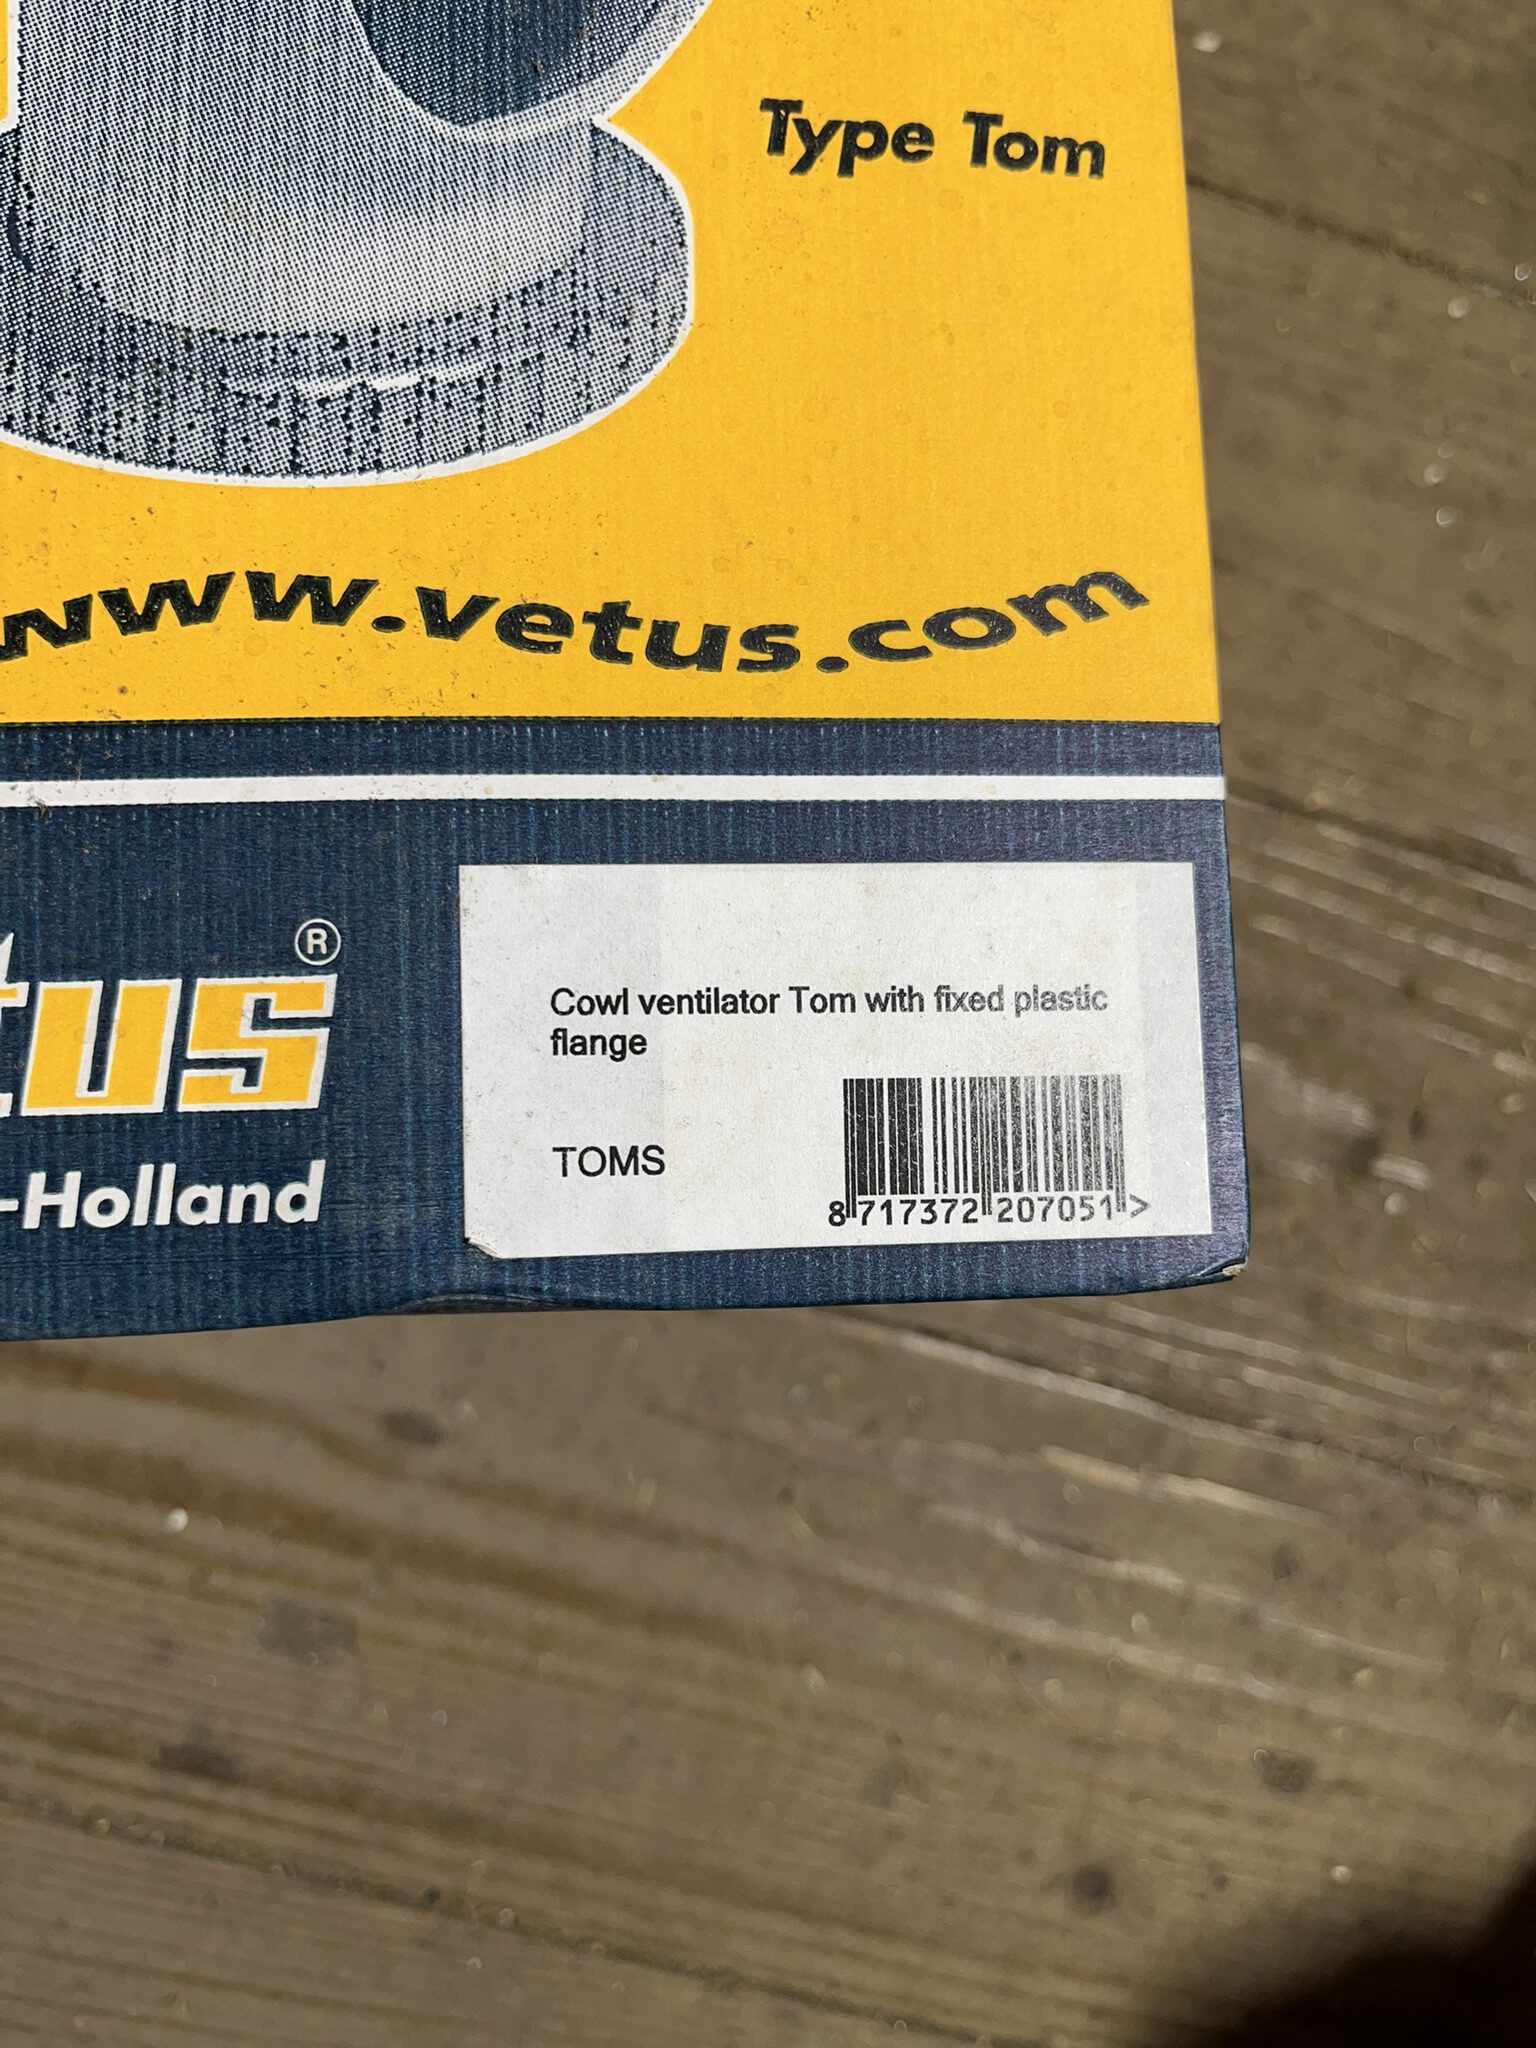 Type Tom
www.vetus.com
tus®
-Holland
Cowl ventilator Tom with fixed plastic
flange
TOMS
8 717372 207051 >